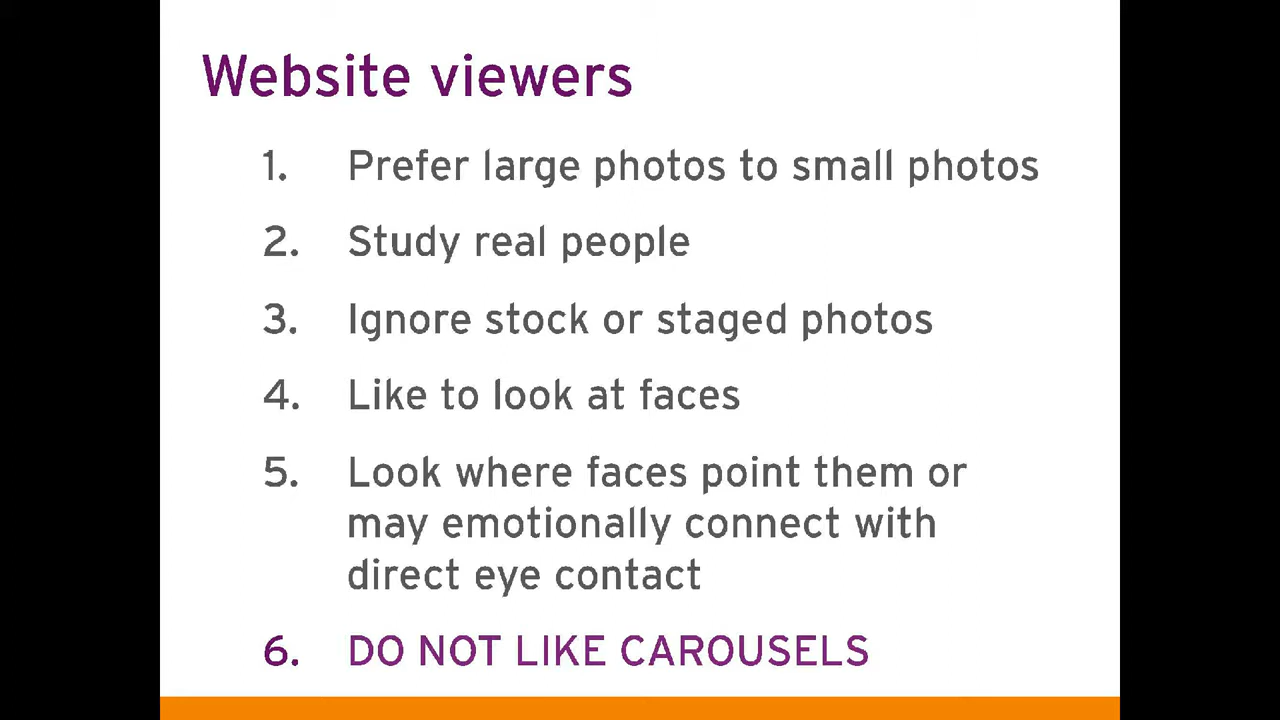 Website viewers
1. Prefer large photos to small photos
2. Study real people
3. Ignore stock or staged photos
4. Like to look at faces
5. Look where faces point them or
may emotionally connect with
direct eye contact
6. DO NOT LIKE CAROUSELS